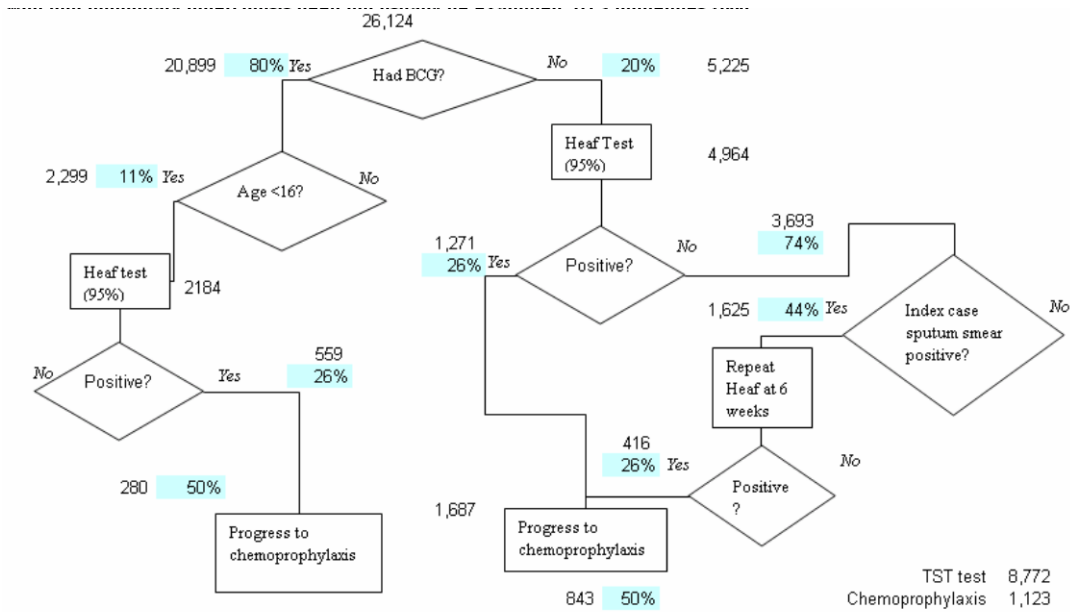 26,124
20,899 80% Yes
Had BCG?
No 20% 5,225
Heaf Test
(95%)
4,964
2,299 11% Yes
Age <16?
No
3,693
74%
1,271
26% Yes
Positive?
No
Heaf test
(95%)
2184
1,625 44% Yes
Index case
sputum smear
positive?
No
No
Positive?
Yes
559
26%
Repeat
Heaf at 6
weeks
416
26% Yes
No
Positive
?
280 50%
1,687
Progress to
chemoprophylaxis
Progress to
chemoprophylaxis
843 50%
TST test 8,772
Chemoprophylaxis 1,123